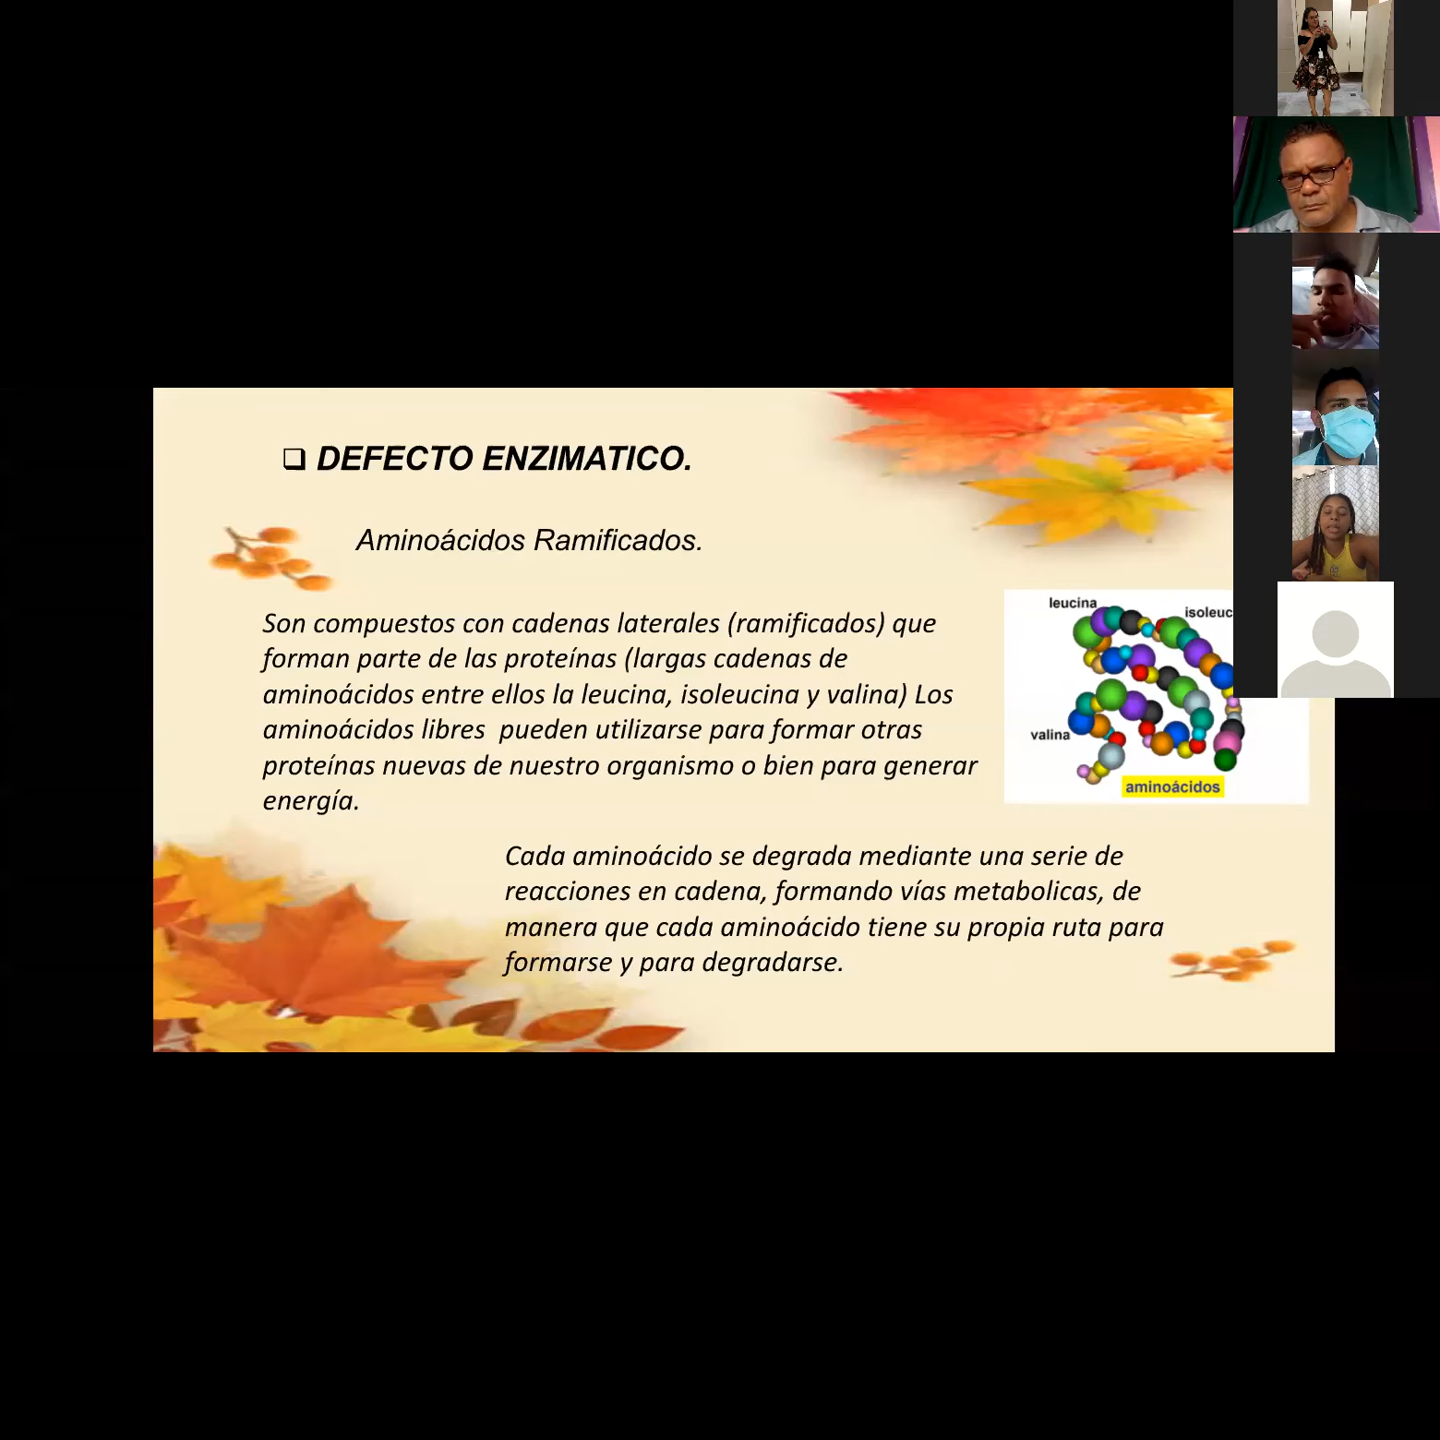 ❑ DEFECTO ENZIMATICO.
Aminoácidos Ramificados.
Son compuestos con cadenas laterales (ramificados) que
forman parte de las proteínas (largas cadenas de
aminoácidos entre ellos la leucina, isoleucina y valina) Los
aminoácidos libres  pueden utilizarse para formar otras
proteínas nuevas de nuestro organismo o bien para generar
energía.
leucina
isoleuc
valina
aminoácidos
Cada aminoácido se degrada mediante una serie de
reacciones en cadena, formando vías metabolicas, de
manera que cada aminoácido tiene su propia ruta para
formarse y para degradarse.